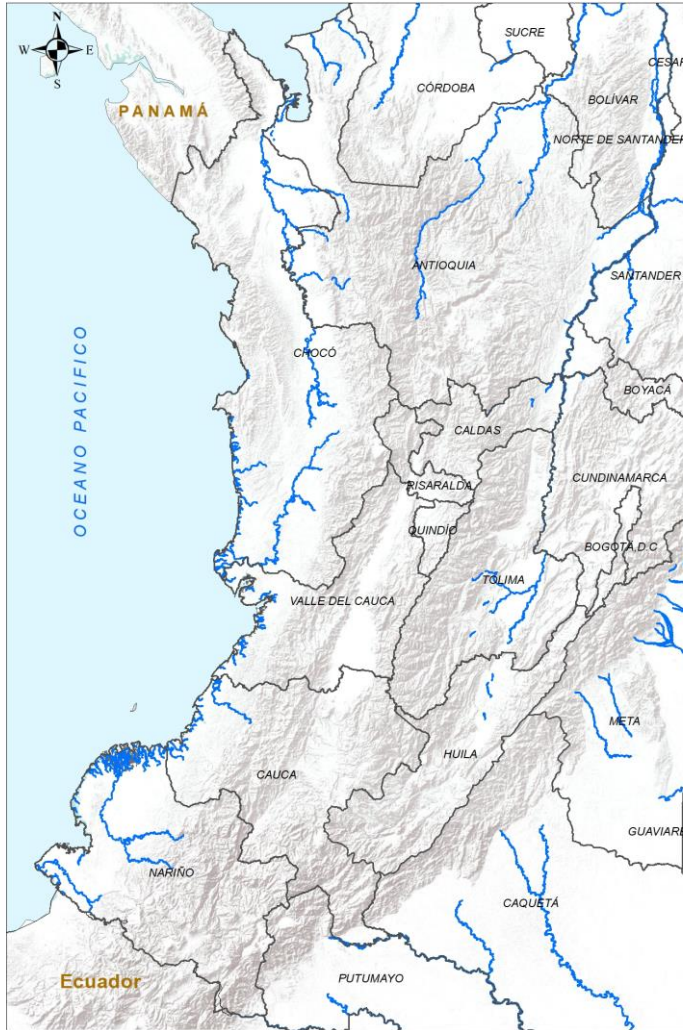 N
W E
S
SUCRE
CESAR
CÓRDOBA
BOLÍVAR
PANAMÁ
NORTE DE SANTANDER
ANTIOQUIA
SANTANDER
OCEANO PACIFICO
CHOCÓ
BOYACÁ
CALDAS
CUNDINAMARCA
RISARALDA
QUINDÍO
BOGOTÁ D.C
TOLIMA
VALLE DEL CAUCA
META
HUILA
CAUCA
GUAVIARE
NARIÑO
CAQUETÁ
Ecuador
PUTUMAYO